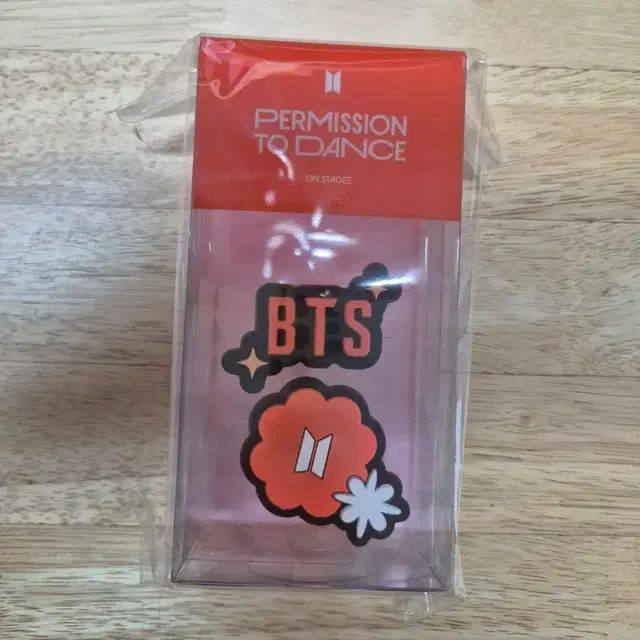 PERMISSION
TO DANCE
ON STAGE
BTS